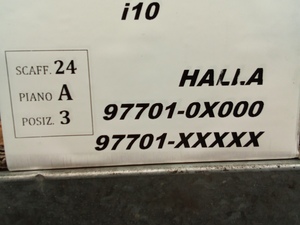 i10
SCAFF. 24
PIANO A
POSIZ. 3
HALLA
97701-0X000
97701-XXXXX